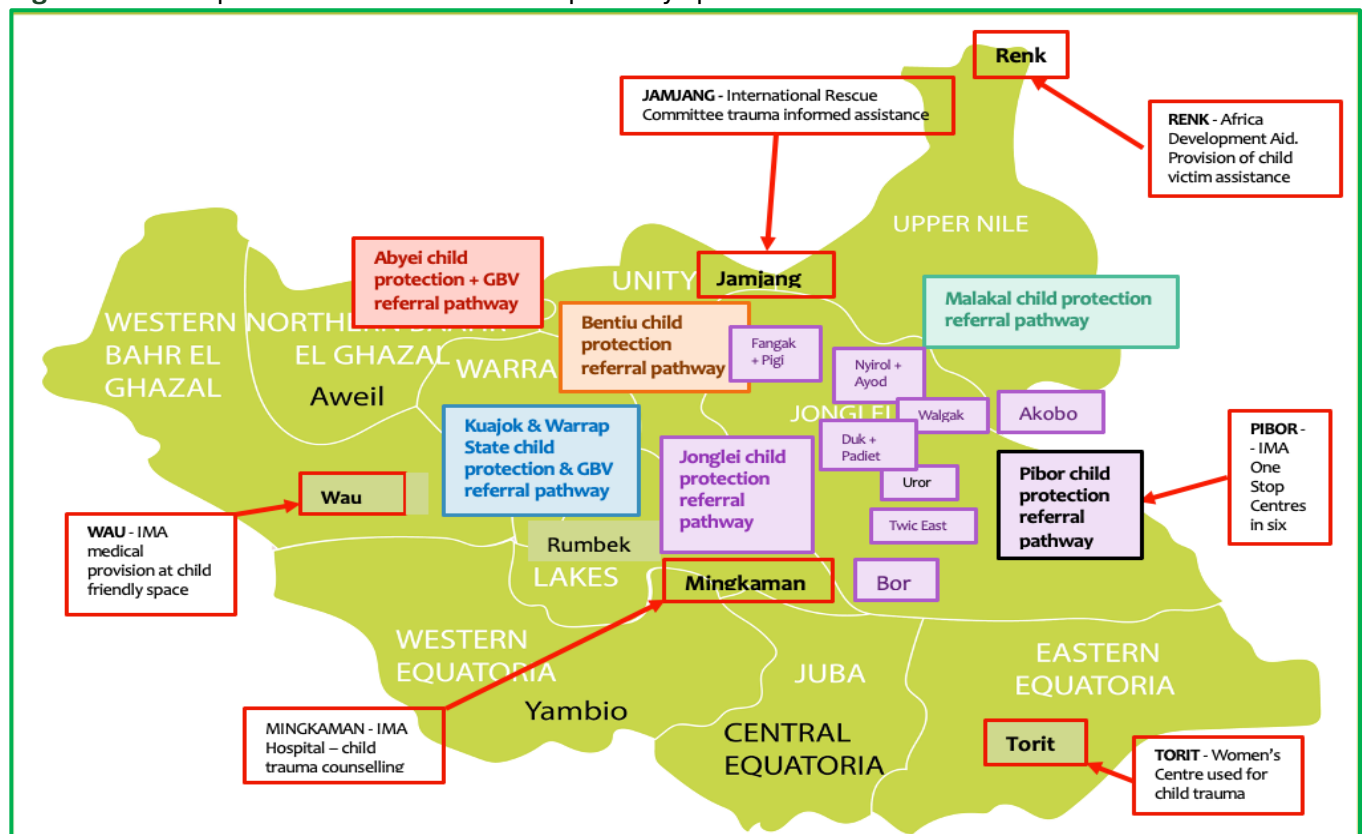 Renk
JAMJANG - International Rescue
Committee trauma informed assistance
RENK - Africa
Development Aid.
Provision of child
victim assistance
UPPER NILE
Abyei child
protection + GBV
referral pathway
UNITY
Jamjang
Malakal child protection
referral pathway
WESTERN
BAHR EL
GHAZAL
NORTHERN
EL GHAZAL
Aweil
WARRA
Bentiu child
protection
referral pathway
Fangak
+ Pigi
Nyirol +
Ayod
JONGLEI
Walgak
Akobo
Kuajok & Warrap
State child
protection & GBV
referral pathway
Jonglei child
protection
referral
pathway
Duk +
Padiet
Uror
Twic East
Pibor child
protection
referral
pathway
PIBOR -
- IMA
One
Stop
Centres
in six
Wau
WAU - IMA
medical
provision at child
friendly space
Rumbek
LAKES
Mingkaman
Bor
WESTERN
EQUATORIA
Yambio
JUBA
CENTRAL
EQUATORIA
EASTERN
EQUATORIA
Torit
MINGKAMAN - IMA
Hospital – child
trauma counselling
TORIT - Women's
Centre used for
child trauma